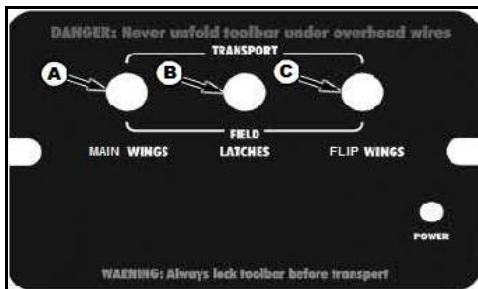 DANGER: Never unfold toolbar under overhead wires
TRANSPORT
A B C
FIELD
MAIN WINGS LATCHES FLIP WINGS
POWER
WARNING: Always lock toolbar before transport